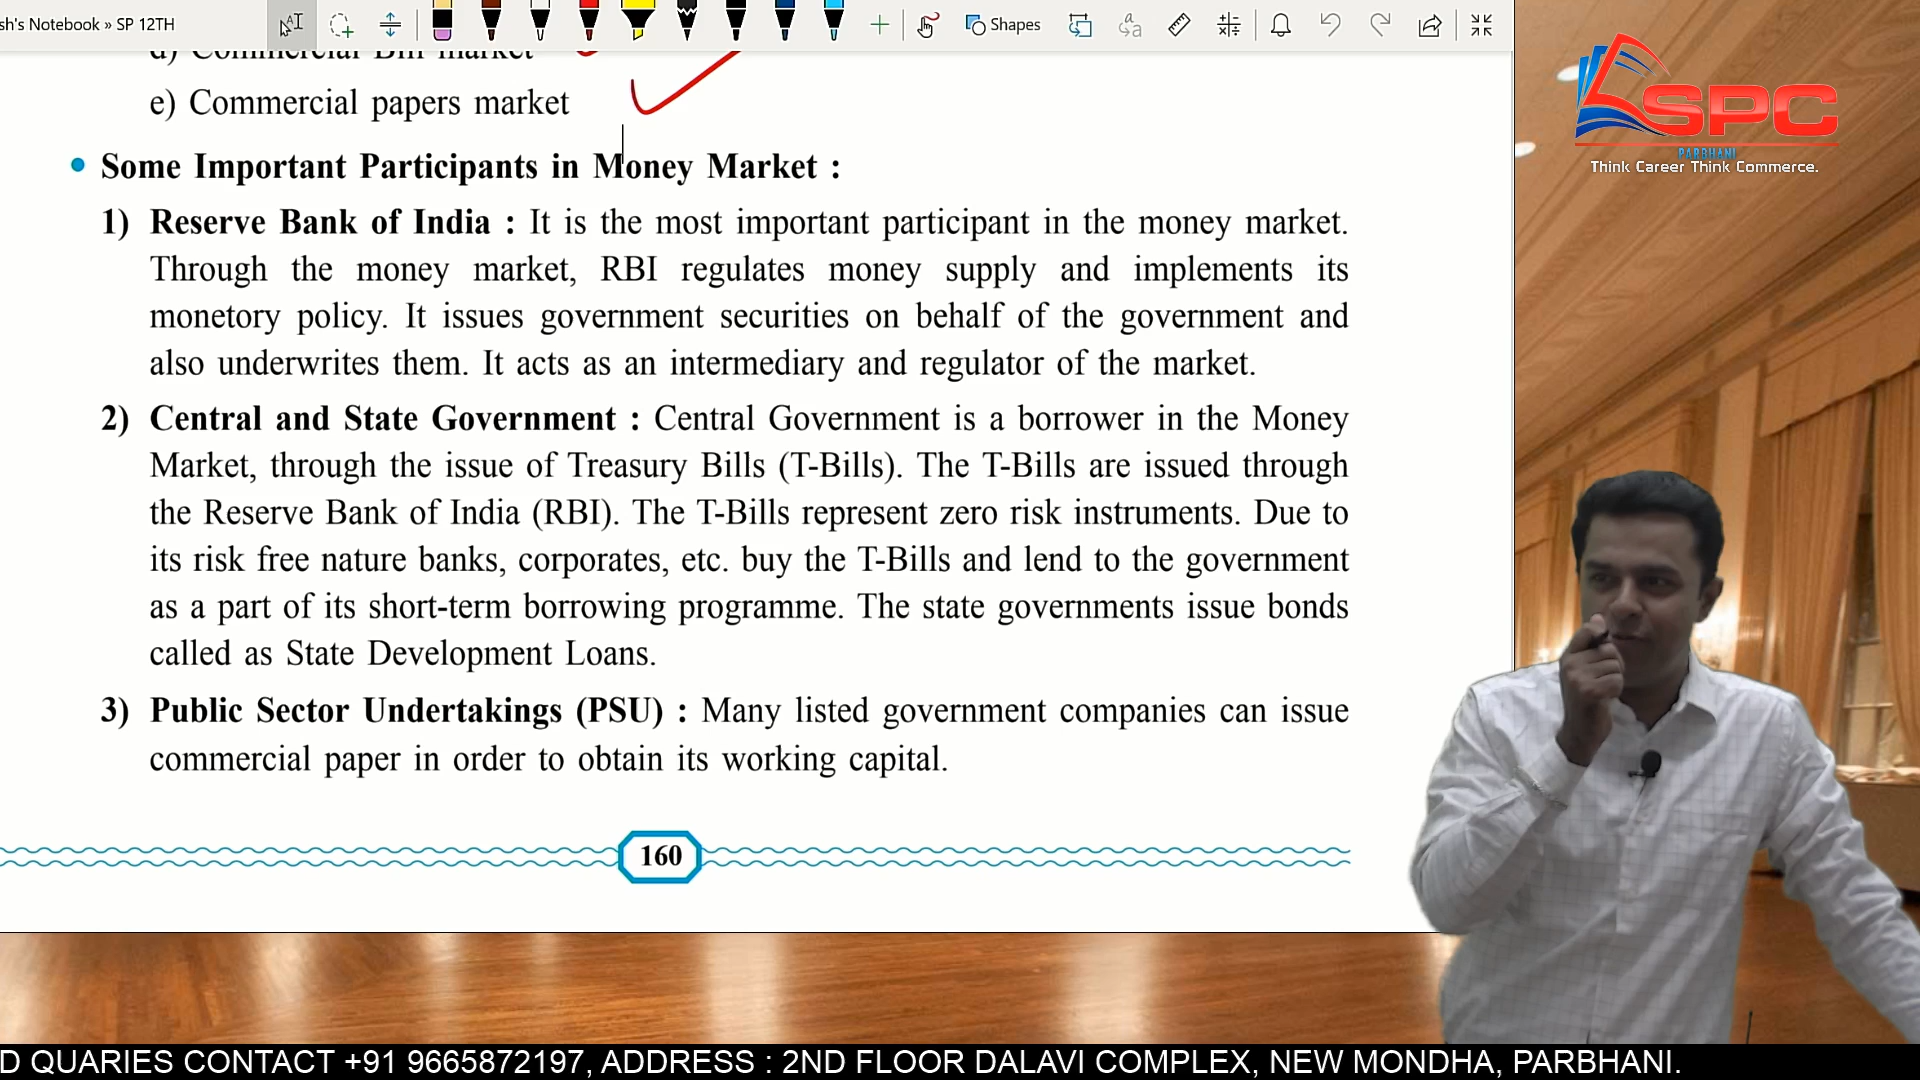 sh's Notebook » SP 12TH
Shapes
d) Commercial Bill market
e) Commercial papers market
• Some Important Participants in Money Market :
1) Reserve Bank of India : It is the most important participant in the money market.
Through the money market, RBI regulates money supply and implements its
monetory policy. It issues government securities on behalf of the government and
also underwrites them. It acts as an intermediary and regulator of the market.
2) Central and State Government : Central Government is a borrower in the Money
Market, through the issue of Treasury Bills (T-Bills). The T-Bills are issued through
the Reserve Bank of India (RBI). The T-Bills represent zero risk instruments. Due to
its risk free nature banks, corporates, etc. buy the T-Bills and lend to the government
as a part of its short-term borrowing programme. The state governments issue bonds
called as State Development Loans.
3) Public Sector Undertakings (PSU) : Many listed government companies can issue
commercial paper in order to obtain its working capital.
160
SPC
PARBHANI
Think Career Think Commerce.
D QUARIES CONTACT +91 9665872197, ADDRESS : 2ND FLOOR DALAVI COMPLEX, NEW MONDHA, PARBHANI.